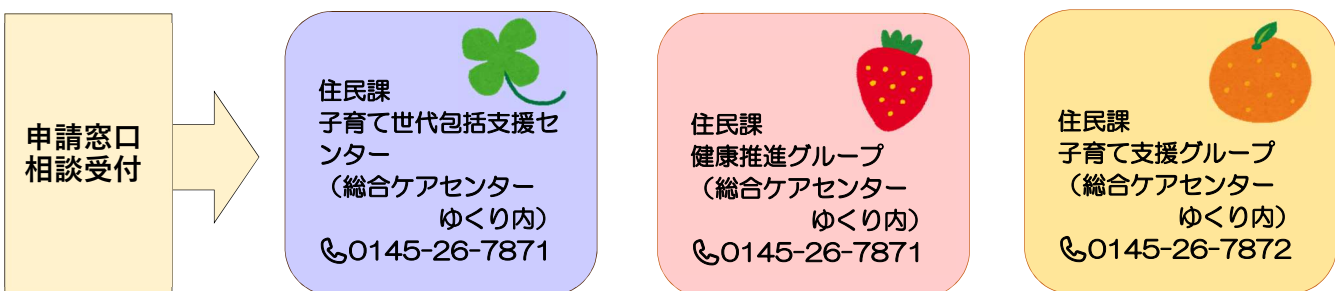 申請窓口
相談受付
住民課
子育て世代包括支援セ
ンター
（総合ケアセンター
ゆくり内）
0145-26-7871
住民課
健康推進グループ
（総合ケアセンター
ゆくり内）
0145-26-7871
住民課
子育て支援グループ
（総合ケアセンター
ゆくり内）
0145-26-7872